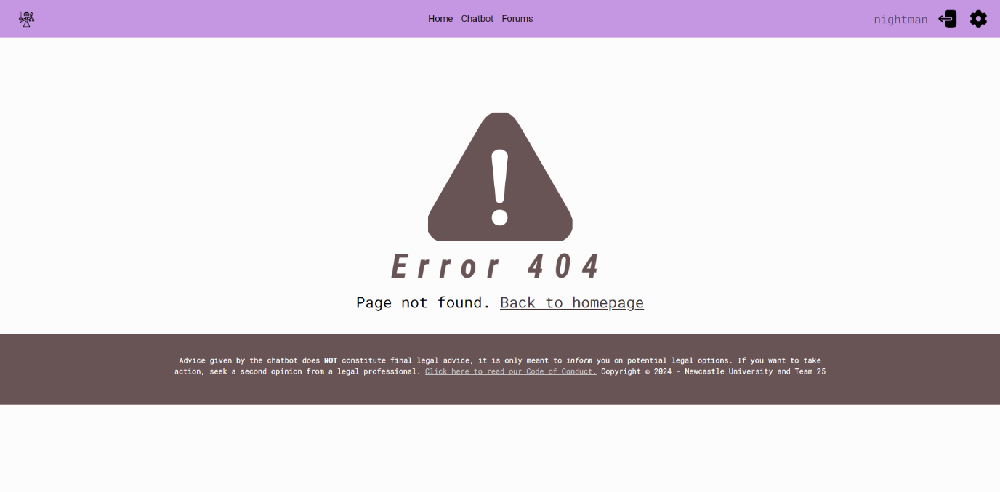 Home Chatbot Forums nightman
Error 404
Page not found. Back to homepage
Advice given by the chatbot does NOT constitute final legal advice, it is only meant to inform you on potential legal options. If you want to take
action, seek a second opinion from a legal professional. Click here to read our Code of Conduct. Copyright © 2024 - Newcastle University and Team 25